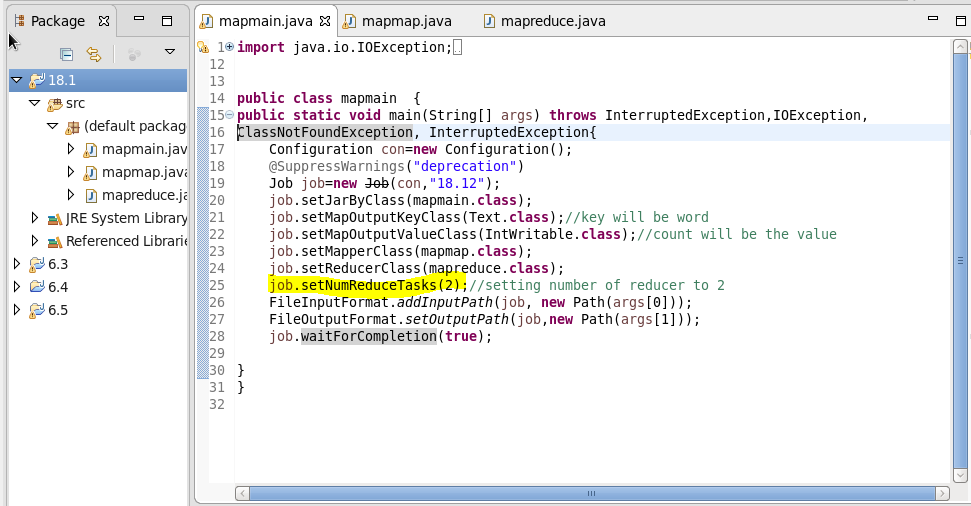 Package
18.1
src
(default packag
mapmain.jav
mapmap.java
mapreduce.ja
JRE System Library
Referenced Librarie
6.3
6.4
6.5
mapmain.java mapmap.java mapreduce.java
1 import java.io.IOException;
12
13
14 public class mapmain  {
15 public static void main(String[] args) throws InterruptedException,IOException,
16 ClassNotFoundException, InterruptedException{
17     Configuration con=new Configuration();
18     @SuppressWarnings("deprecation")
19     Job job=new Job(con,"18.12");
20     job.setJarByClass(mapmain.class);
21     job.setMapOutputKeyClass(Text.class);//key will be word
22     job.setMapOutputValueClass(IntWritable.class);//count will be the value
23     job.setMapperClass(mapmap.class);
24     job.setReducerClass(mapreduce.class);
25     job.setNumReduceTasks(2);//setting number of reducer to 2
26     FileInputFormat.addInputPath(job, new Path(args[0]));
27     FileOutputFormat.setOutputPath(job,new Path(args[1]));
28     job.waitForCompletion(true);
29
30 }
31 }
32